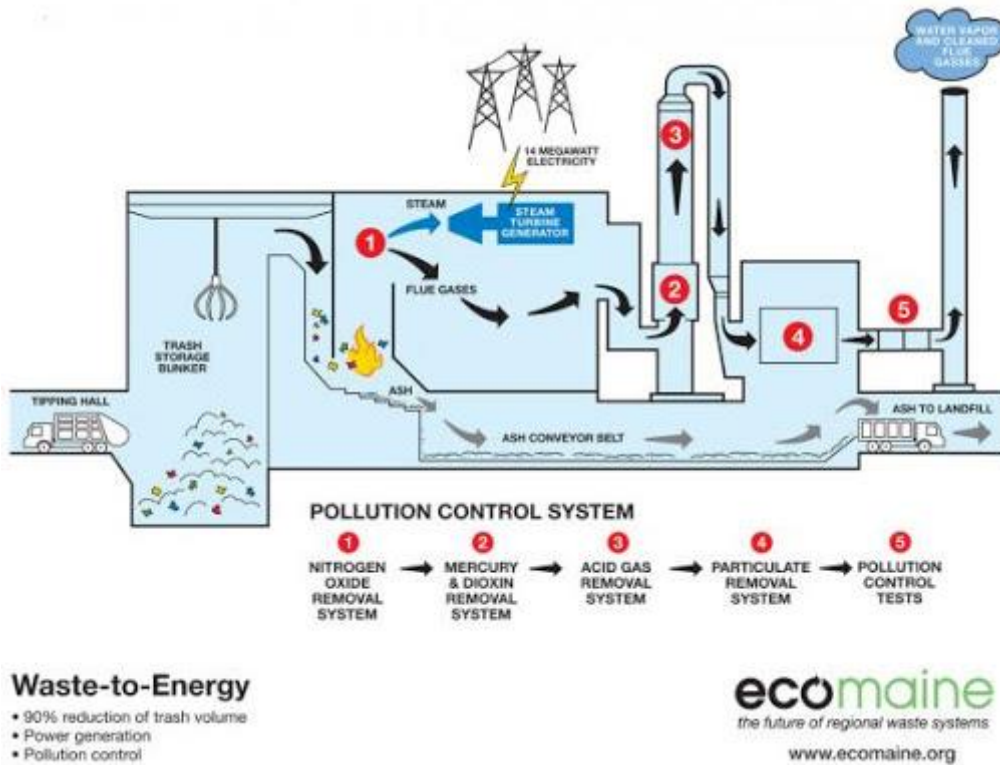 WATER VAPOR
AND CLEANED
FLUE
GASSES
3
14 MEGAWATT
ELECTRICITY
STEAM
STEAM
TURBINE
GENERATOR
1
FLUE GASES
2
5
4
TRASH
STORAGE
BUNKER
ASH
TIPPING HALL
ASH TO LANDFILL
ASH CONVEYOR BELT
POLLUTION CONTROL SYSTEM
1
NITROGEN
OXIDE
REMOVAL
SYSTEM
2
MERCURY
& DIOXIN
REMOVAL
SYSTEM
3
ACID GAS
REMOVAL
SYSTEM
4
PARTICULATE
REMOVAL
SYSTEM
5
POLLUTION
CONTROL
TESTS
Waste-to-Energy
• 90% reduction of trash volume
• Power generation
• Pollution control
ecomaine
the future of regional waste systems
www.ecomaine.org